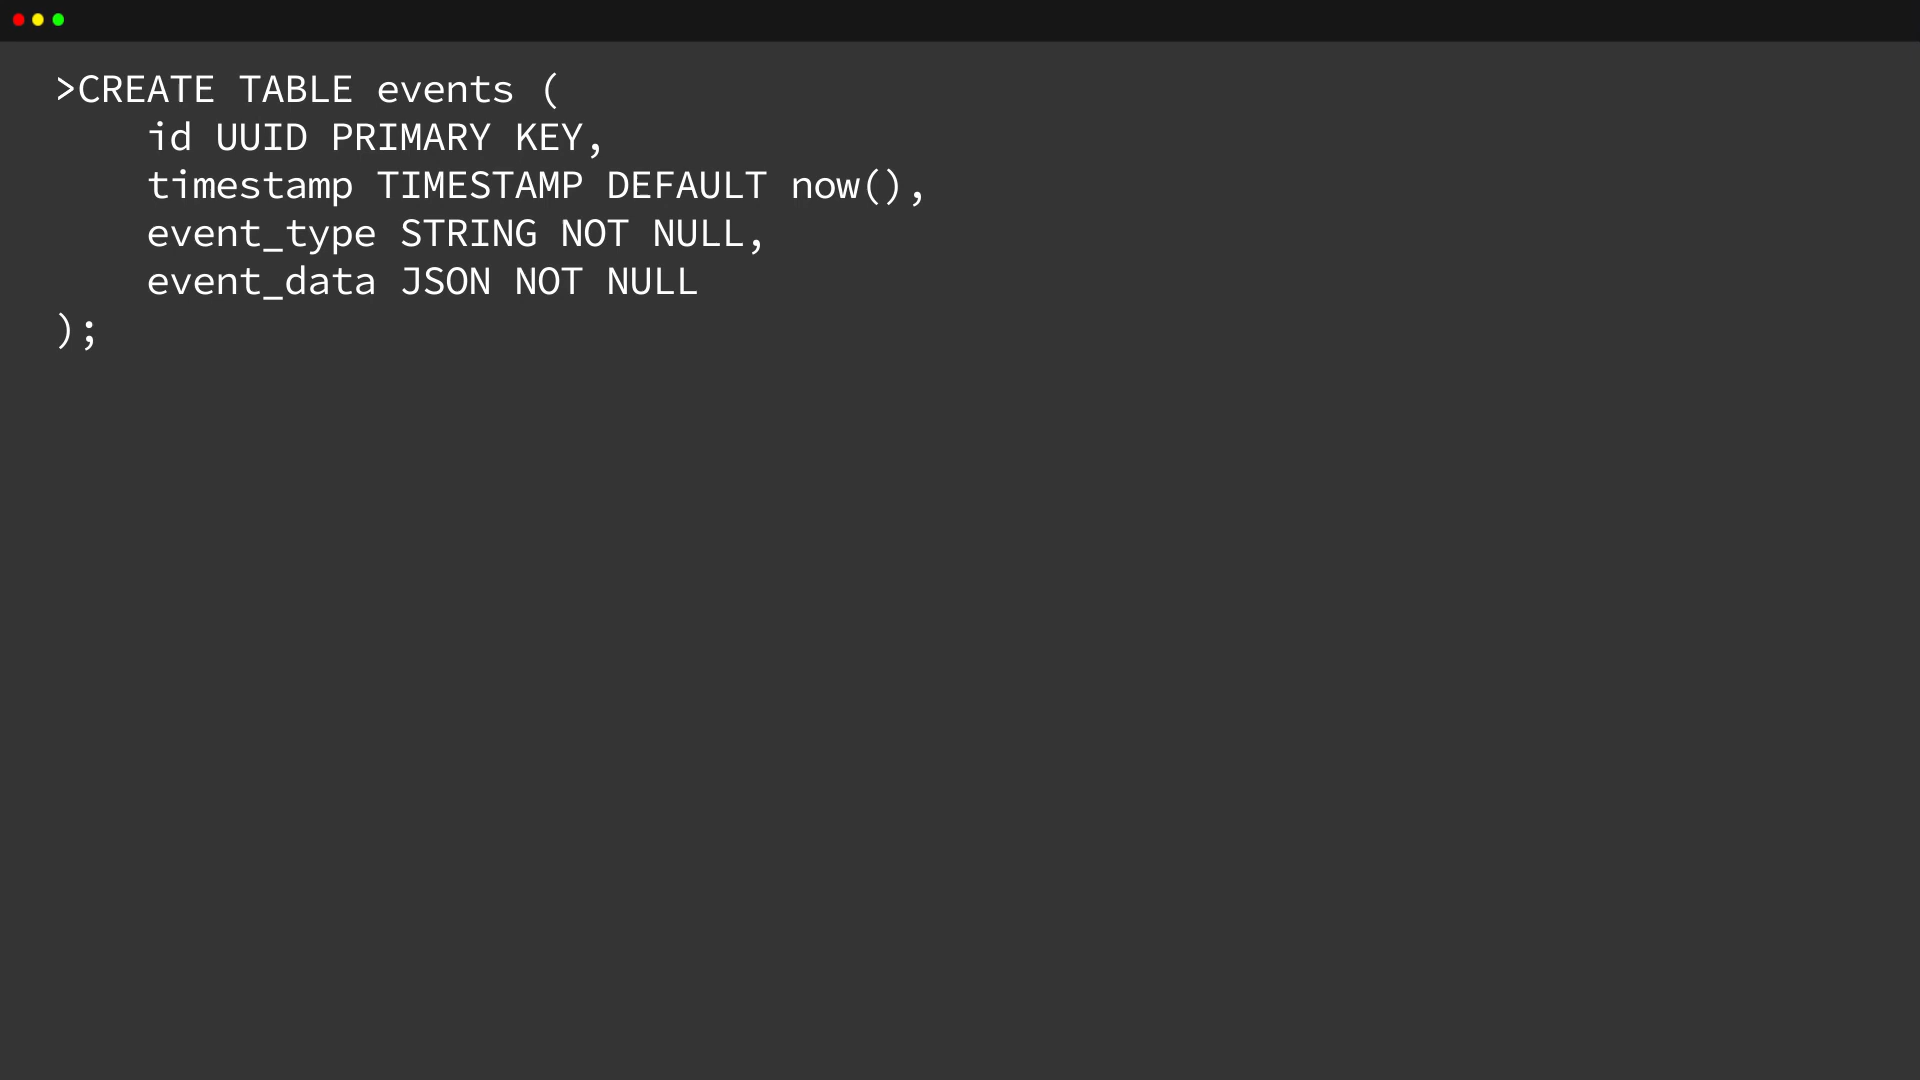 >CREATE TABLE events (
    id UUID PRIMARY KEY,
    timestamp TIMESTAMP DEFAULT now(),
    event_type STRING NOT NULL,
    event_data JSON NOT NULL
);